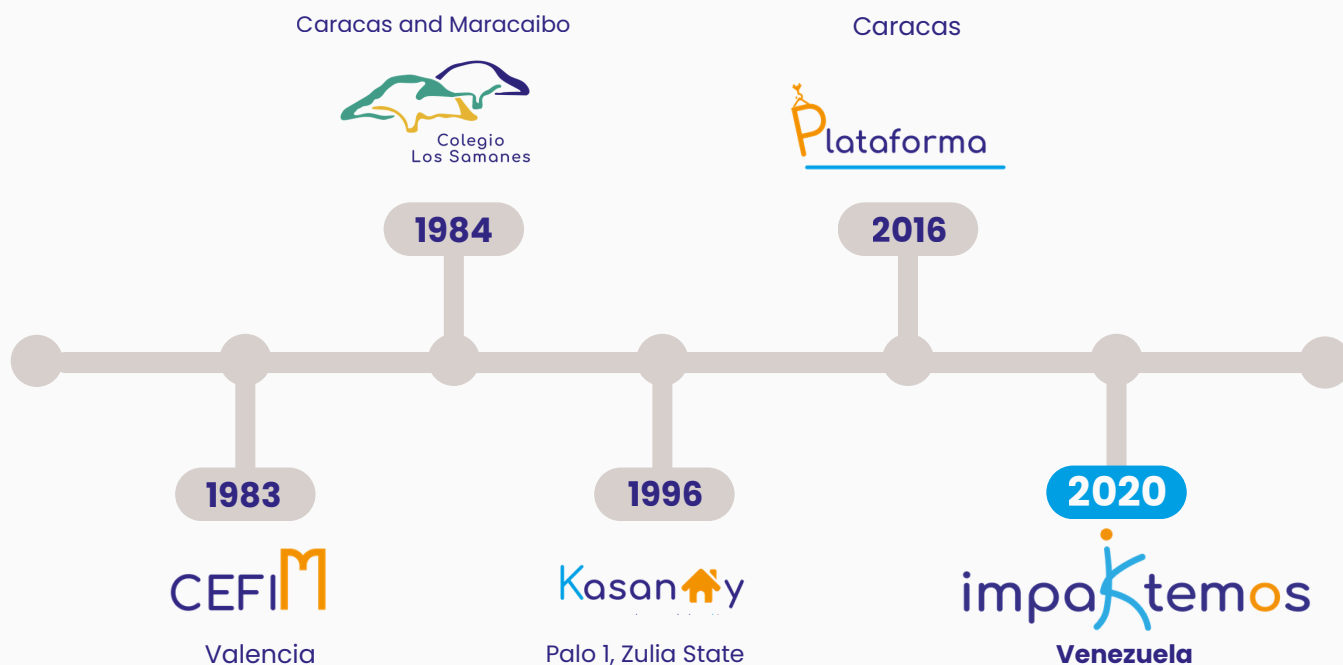 Caracas and Maracaibo
Colegio
Los Samanes
1984
Caracas
Plataforma
2016
1983
CEFIM
Valencia
1996
Kasanay
Palo 1, Zulia State
2020
impaktemos
Venezuela